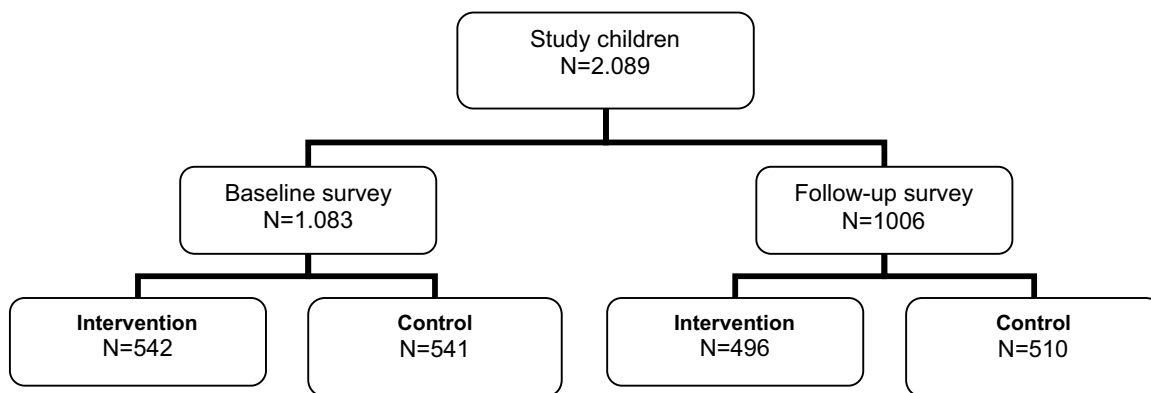 Study children
N=2.089
Baseline survey
N=1.083
Follow-up survey
N=1006
Intervention
N=542
Control
N=541
Intervention
N=496
Control
N=510